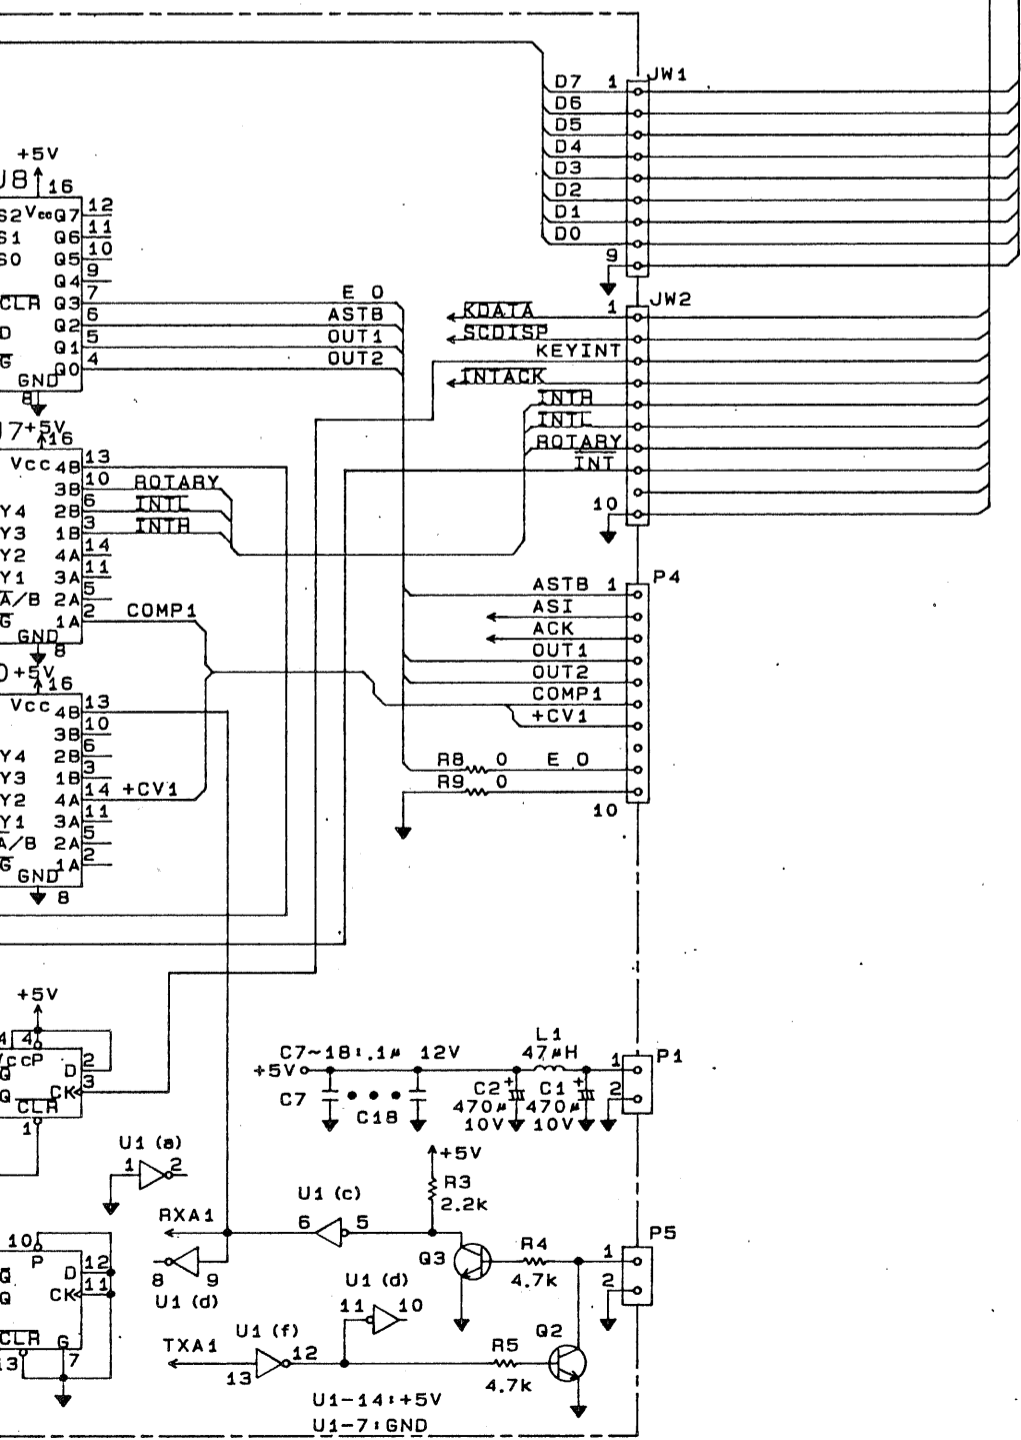 JW1
D7 1
D6
D5
D4
D3
D2
D1
D0
9
+5V
16
S2 Vcc Q7 12
S1 Q6 11
S0 Q5 10
Q4 9
CLR Q3 7 E 0
D Q2 6 ASTB
Q1 5 OUT1
G Q0 4 OUT2
GND
8
JW2
1
KDATA
SCDISP
KEYINT
INTACK
INTR
INTL
ROTARY
INT
10
+5V
16
Vcc 4B 13
3B 10 ROTARY
Y4 2B 6 INTL
Y3 1B 3 INTR
Y2 4A 14
Y1 3A 11
A/B 2A 5
G 1A 2 COMP1
GND 8
P4
ASTB 1
ASI
ACK
OUT1
OUT2
COMP1
+CV1
R8 0 E 0
R9 0
10
+5V
16
Vcc 4B 13
3B 10
Y4 2B 6
Y3 1B 3
Y2 4A 14 +CV1
Y1 3A 11
A/B 2A 5
G 1A 2
GND
8
+5V
4 4
Vcc P
Q D 2
Q CK 3
CLR
1
C7~18:.1µ 12V
+5V
C7 C18
L1
47µH
C2 + C1 +
470µ 470µ
10V 10V
P1
1
2
U1 (a)
1 2
+5V
R3
2.2k
U1 (c)
RXA1 6 5
8 9
U1 (d)
Q3
R4
4.7k
P5
1
2
10
P
Q D 12
Q CK 11
CLR G
13 7
U1 (d)
11 10
TXA1
U1 (f)
13 12
R5
4.7k
Q2
U1-14:+5V
U1-7:GND